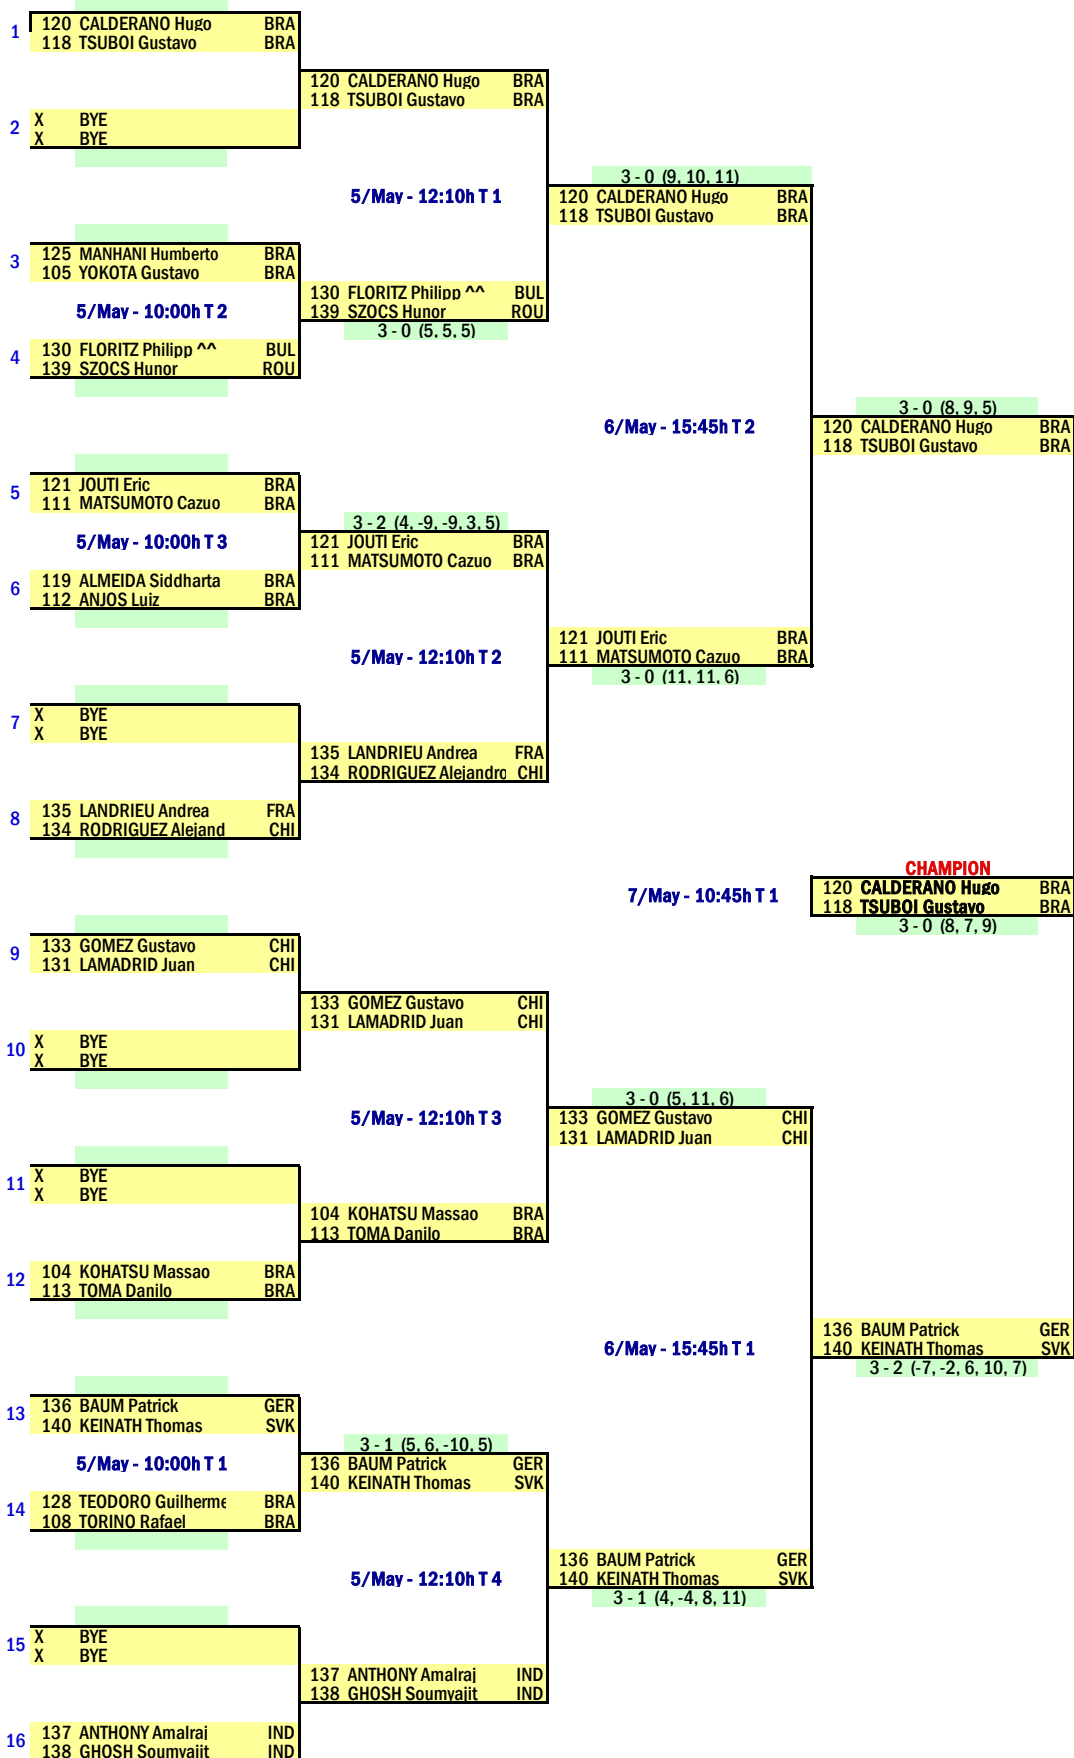 1
120 CALDERANO Hugo BRA
118 TSUBOI Gustavo BRA
120 CALDERANO Hugo BRA
118 TSUBOI Gustavo BRA
2
X BYE
X BYE
5/May - 12:10h T 1
3 - 0 (9, 10, 11)
120 CALDERANO Hugo BRA
118 TSUBOI Gustavo BRA
3
125 MANHANI Humberto BRA
105 YOKOTA Gustavo BRA
5/May - 10:00h T 2
130 FLORITZ Philipp ^^ BUL
139 SZOCS Hunor ROU
3 - 0 (5, 5, 5)
4
130 FLORITZ Philipp ^^ BUL
139 SZOCS Hunor ROU
6/May - 15:45h T 2
3 - 0 (8, 9, 5)
120 CALDERANO Hugo BRA
118 TSUBOI Gustavo BRA
5
121 JOUTI Eric BRA
111 MATSUMOTO Cazuo BRA
5/May - 10:00h T 3
3 - 2 (4, -9, -9, 3, 5)
121 JOUTI Eric BRA
111 MATSUMOTO Cazuo BRA
6
119 ALMEIDA Siddharta BRA
112 ANJOS Luiz BRA
5/May - 12:10h T 2
121 JOUTI Eric BRA
111 MATSUMOTO Cazuo BRA
3 - 0 (11, 11, 6)
7
X BYE
X BYE
135 LANDRIEU Andrea FRA
134 RODRIGUEZ Alejandro CHI
8
135 LANDRIEU Andrea FRA
134 RODRIGUEZ Alejand CHI
7/May - 10:45h T 1
CHAMPION
120 CALDERANO Hugo BRA
118 TSUBOI Gustavo BRA
3 - 0 (8, 7, 9)
9
133 GOMEZ Gustavo CHI
131 LAMADRID Juan CHI
133 GOMEZ Gustavo CHI
131 LAMADRID Juan CHI
10
X BYE
X BYE
5/May - 12:10h T 3
3 - 0 (5, 11, 6)
133 GOMEZ Gustavo CHI
131 LAMADRID Juan CHI
11
X BYE
X BYE
104 KOHATSU Massao BRA
113 TOMA Danilo BRA
12
104 KOHATSU Massao BRA
113 TOMA Danilo BRA
6/May - 15:45h T 1
136 BAUM Patrick GER
140 KEINATH Thomas SVK
3 - 2 (-7, -2, 6, 10, 7)
13
136 BAUM Patrick GER
140 KEINATH Thomas SVK
5/May - 10:00h T 1
3 - 1 (5, 6, -10, 5)
136 BAUM Patrick GER
140 KEINATH Thomas SVK
14
128 TEODORO Guilherme BRA
108 TORINO Rafael BRA
5/May - 12:10h T 4
136 BAUM Patrick GER
140 KEINATH Thomas SVK
3 - 1 (4, -4, 8, 11)
15
X BYE
X BYE
137 ANTHONY Amalraj IND
138 GHOSH Soumyajit IND
16
137 ANTHONY Amalraj IND
138 GHOSH Soumyajit IND